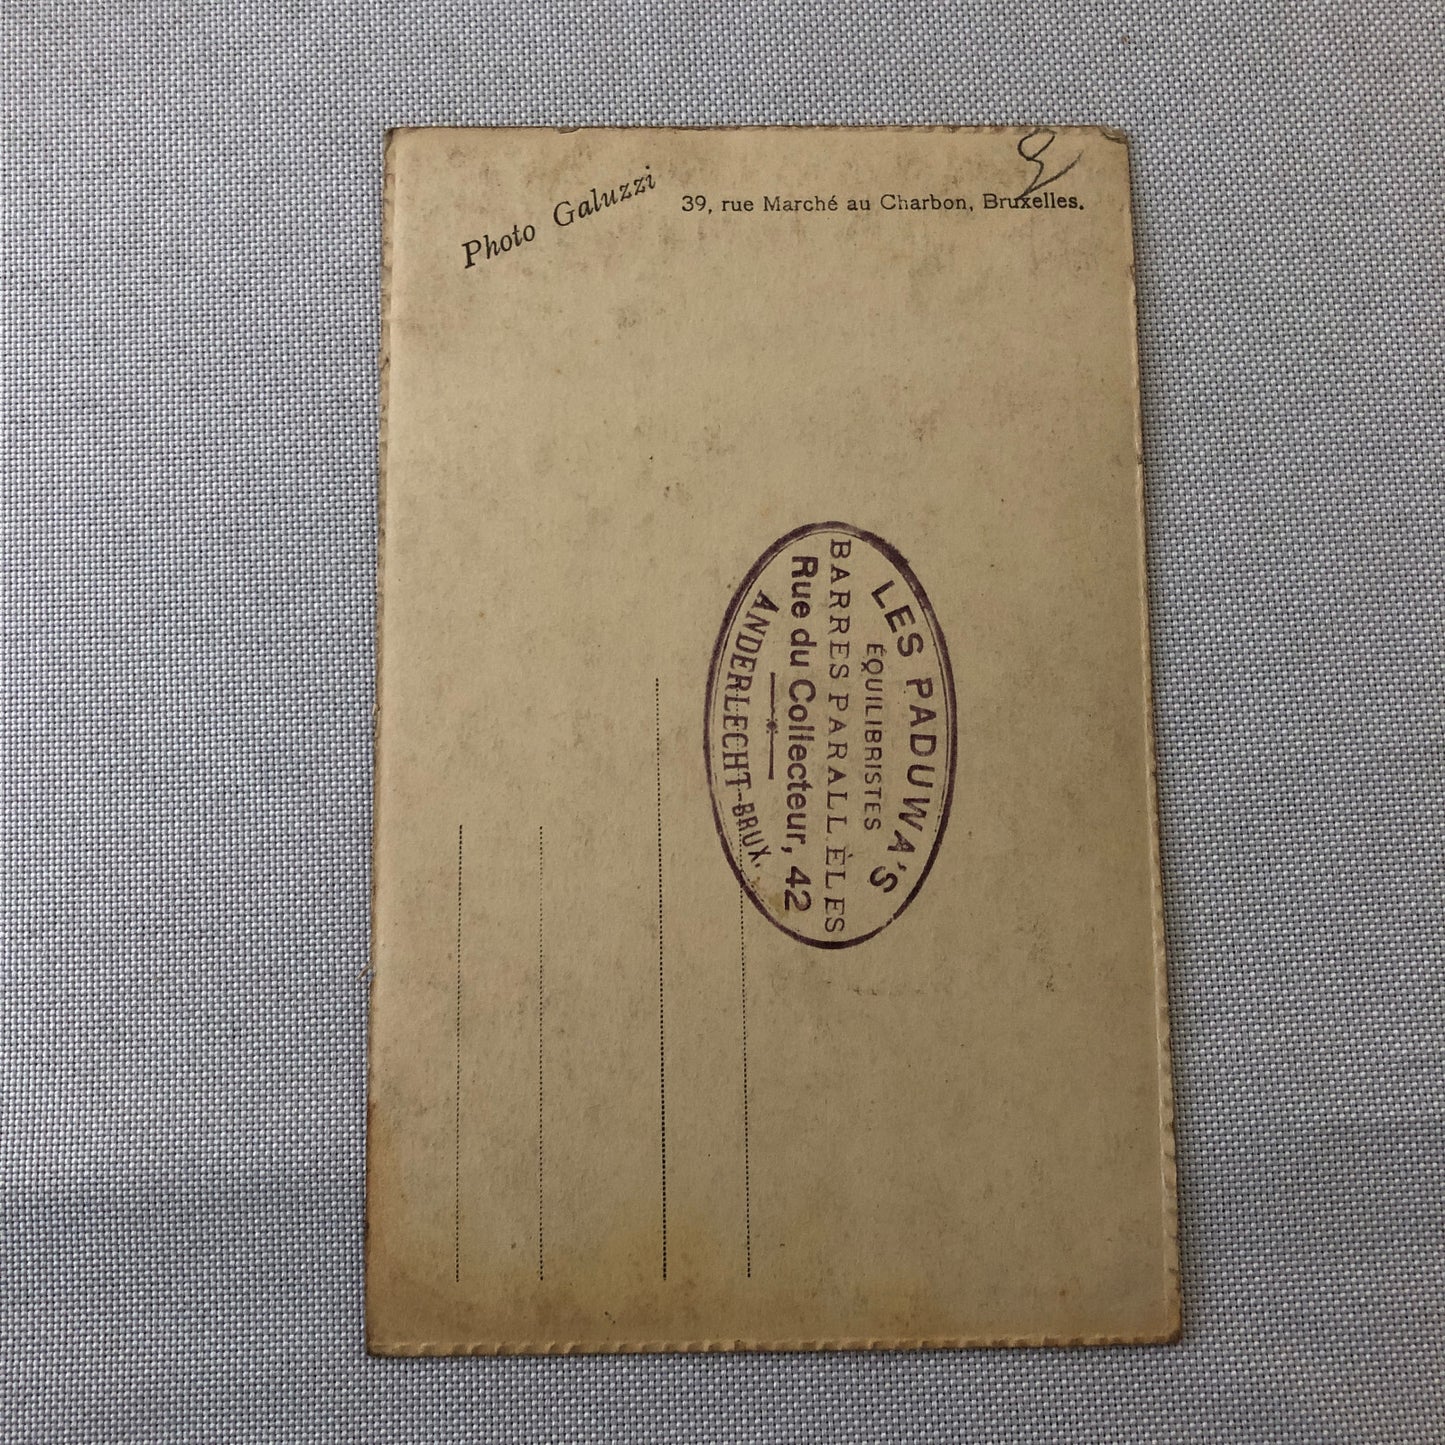 Photo Galuzzi
39, rue Marché au Charbon, Bruxelles.
LES PADUWA'S
ÉQUILIBRISTES
BARRES PARALLÈLES
Rue du Collecteur, 42
ANDERLECHT-BRUX.